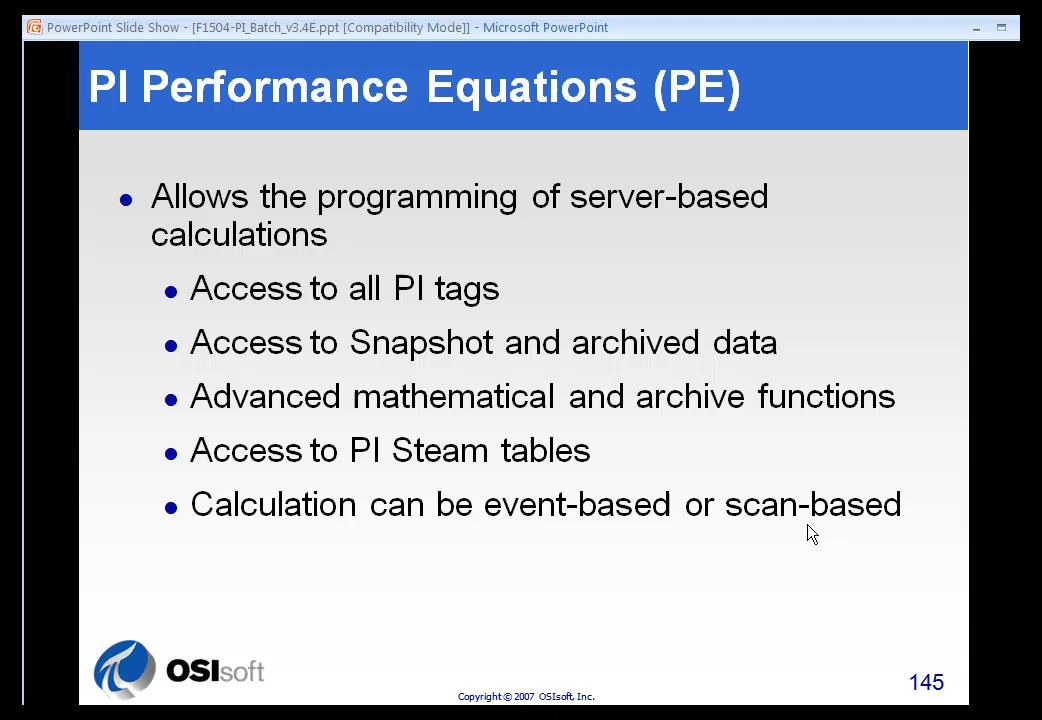 PowerPoint Slide Show - [F1504-PI_Batch_v3.4E.ppt [Compatibility Mode]] - Microsoft PowerPoint
PI Performance Equations (PE)
Allows the programming of server-based
calculations
Access to all PI tags
Access to Snapshot and archived data
Advanced mathematical and archive functions
Access to PI Steam tables
Calculation can be event-based or scan-based
OSIsoft
Copyright © 2007 OSIsoft, Inc.
145